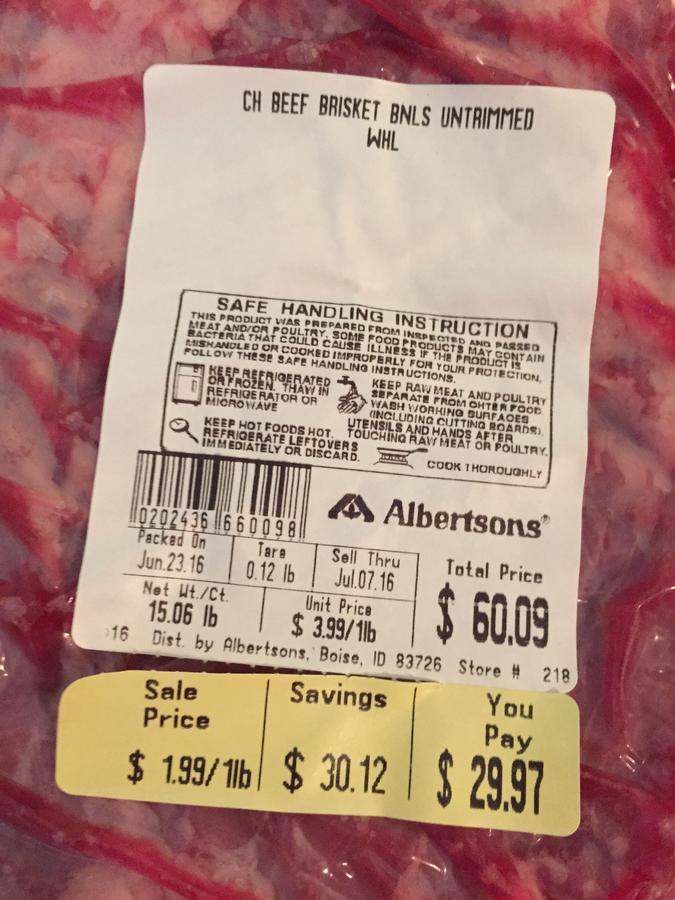 CH BEEF BRISKET BNLS UNTRIMMED
WHL
SAFE HANDLING INSTRUCTION
THIS PRODUCT WAS PREPARED FROM INSPECTED AND PASSED
MEAT AND/OR POULTRY. SOME FOOD PRODUCTS MAY CONTAIN
BACTERIA THAT COULD CAUSE ILLNESS IF THE PRODUCT IS
MISHANDLED OR COOKED IMPROPERLY. FOR YOUR PROTECTION,
FOLLOW THESE SAFE HANDLING INSTRUCTIONS.
KEEP REFRIGERATED
OR FROZEN. THAW IN
REFRIGERATOR OR
MICROWAVE
KEEP RAW MEAT AND POULTRY
SEPARATE FROM OHTER FOOD.
WASH WORKING SURFACES
(INCLUDING CUTTING BOARDS),
UTENSILS AND HANDS AFTER
TOUCHING RAW MEAT OR POULTRY.
KEEP HOT FOODS HOT.
REFRIGERATE LEFTOVERS
IMMEDIATELY OR DISCARD.
COOK THOROUGHLY
0202436 660098
Albertsons®
Packed On
Jun.23.16
Tare
0.12 lb
Sell Thru
Jul.07.16
Total Price
$ 60.09
Net Wt./Ct.
15.06 lb
Unit Price
$ 3.99/1lb
16 Dist. by Albertsons, Boise, ID 83726 Store # 218
Sale
Price
$ 1.99/1lb
Savings
$ 30.12
You
Pay
$ 29.97